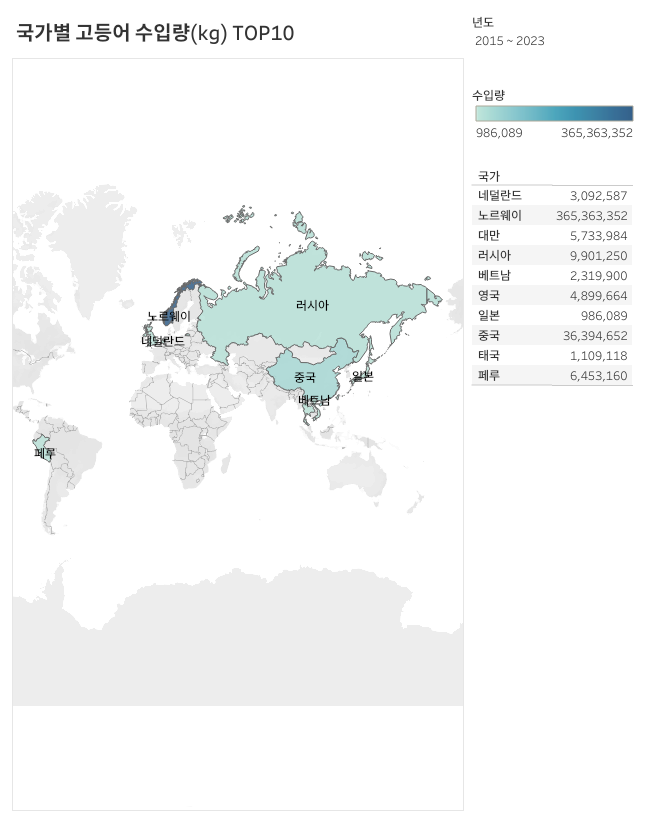 국가별 고등어 수입량(kg) TOP10
년도
2015 ~ 2023
수입량
986,089 365,363,352
국가
네덜란드 3,092,587
노르웨이 365,363,352
대만 5,733,984
러시아 9,901,250
베트남 2,319,900
영국 4,899,664
일본 986,089
중국 36,394,652
태국 1,109,118
페루 6,453,160
러시아
노르웨이
네덜란드
중국
일본
베트남
페루